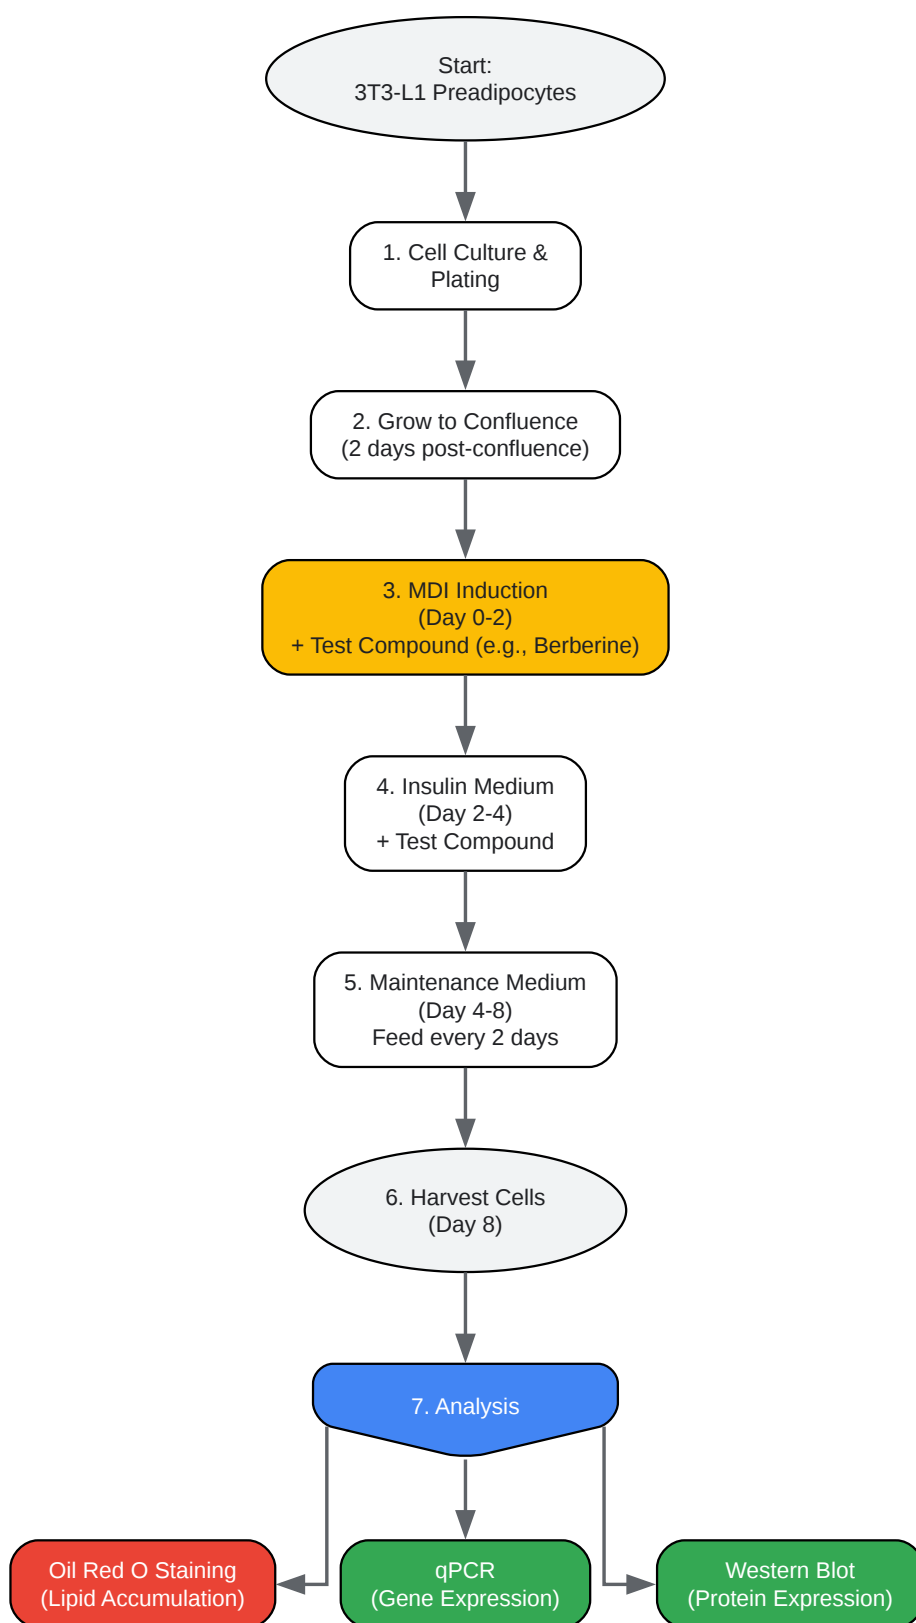 Start:
3T3-L1 Preadipocytes
1. Cell Culture &
Plating
2. Grow to Confluence
(2 days post-confluence)
3. MDI Induction
(Day 0-2)
+ Test Compound (e.g., Berberine)
4. Insulin Medium
(Day 2-4)
+ Test Compound
5. Maintenance Medium
(Day 4-8)
Feed every 2 days
6. Harvest Cells
(Day 8)
7. Analysis
Oil Red O Staining
(Lipid Accumulation)
qPCR
(Gene Expression)
Western Blot
(Protein Expression)